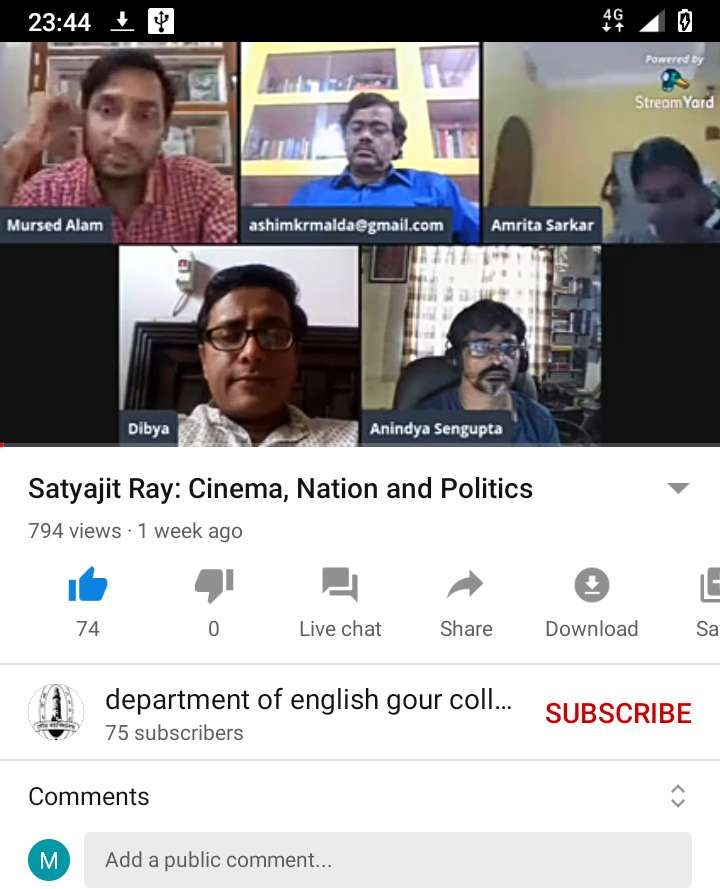 23:44
4G
Powered by
StreamYard
Mursed Alam
ashimkrmalda@gmail.com
Amrita Sarkar
Dibya
Anindya Sengupta
Satyajit Ray: Cinema, Nation and Politics
794 views · 1 week ago
74
0
Live chat
Share
Download
Sa
department of english gour coll...
75 subscribers
SUBSCRIBE
Comments
M
Add a public comment...